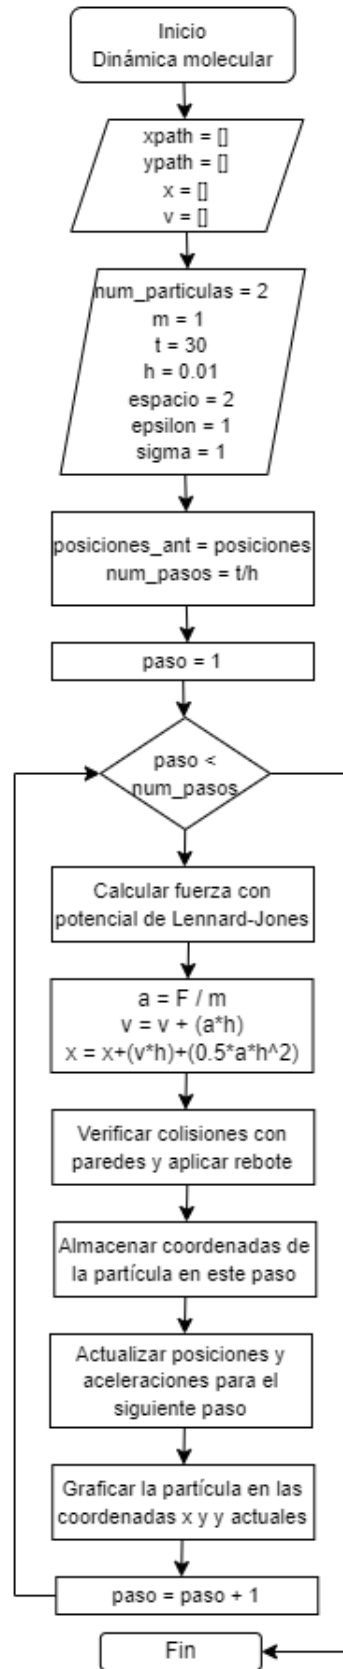 Inicio
Dinámica molecular
xpath = []
ypath = []
x = []
v = []
num_particulas = 2
m = 1
t = 30
h = 0.01
espacio = 2
epsilon = 1
sigma = 1
posiciones_ant = posiciones
num_pasos = t/h
paso = 1
paso <
num_pasos
Calcular fuerza con
potencial de Lennard-Jones
a = F / m
v = v + (a*h)
x = x+(v*h)+(0.5*a*h^2)
Verificar colisiones con
paredes y aplicar rebote
Almacenar coordenadas de
la partícula en este paso
Actualizar posiciones y
aceleraciones para el
siguiente paso
Graficar la partícula en las
coordenadas x y y actuales
paso = paso + 1
Fin